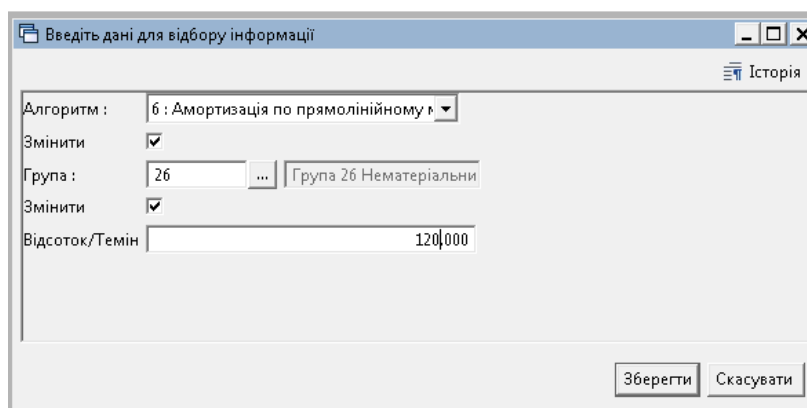 Введіть дані для відбору інформації
Історія
Алгоритм : 6 : Амортизація по прямолінійному м
Змінити
Група : 26 ... Група 26 Нематеріальни
Змінити
Відсоток/Темін 120,000
Зберегти Скасувати